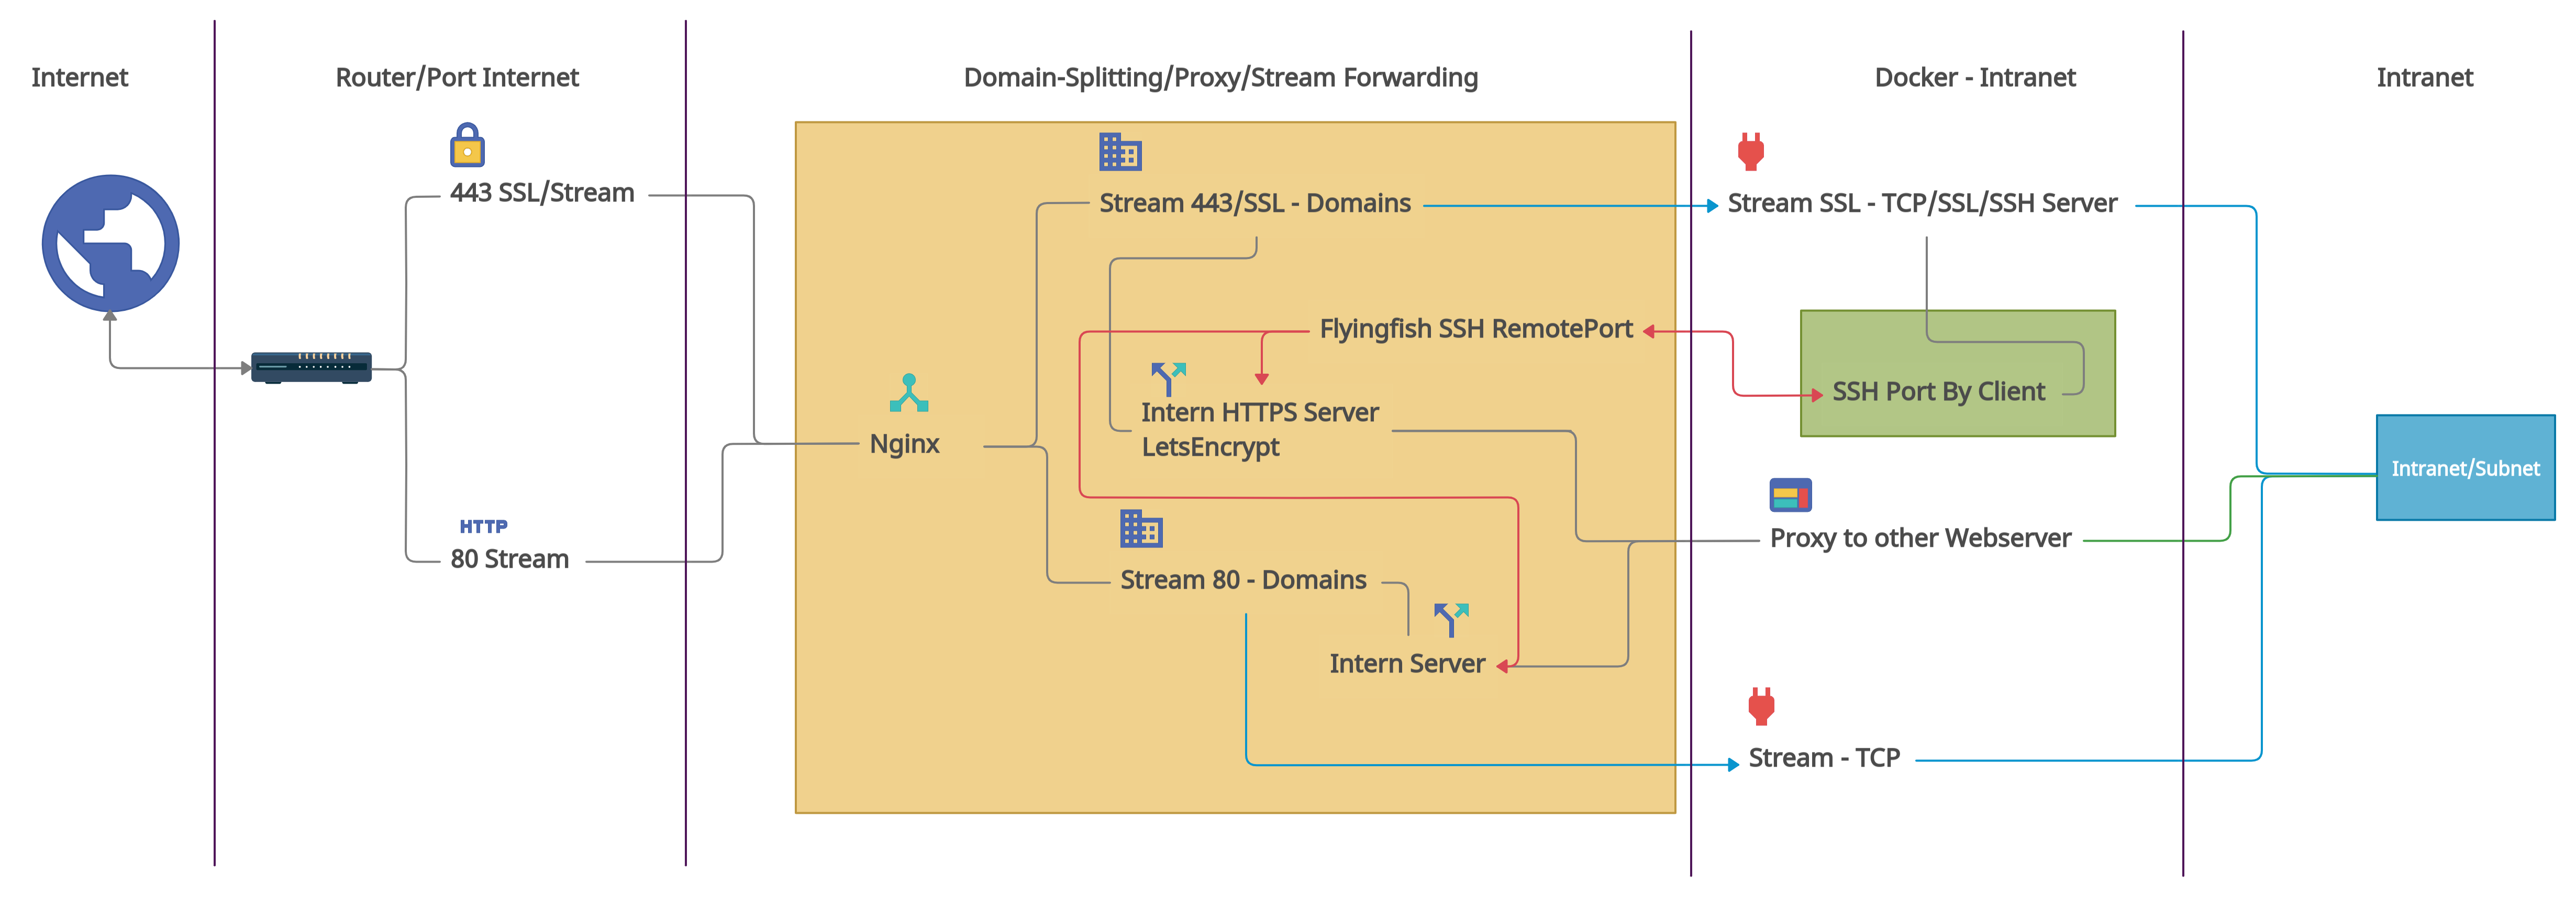 Internet
Router/Port Internet
Domain-Splitting/Proxy/Stream Forwarding
Docker - Intranet
Intranet
443 SSL/Stream
Stream 443/SSL - Domains
Stream SSL - TCP/SSL/SSH Server
Flyingfish SSH RemotePort
SSH Port By Client
Intern HTTPS Server
LetsEncrypt
Nginx
Intranet/Subnet
HTTP
80 Stream
Proxy to other Webserver
Stream 80 - Domains
Intern Server
Stream - TCP